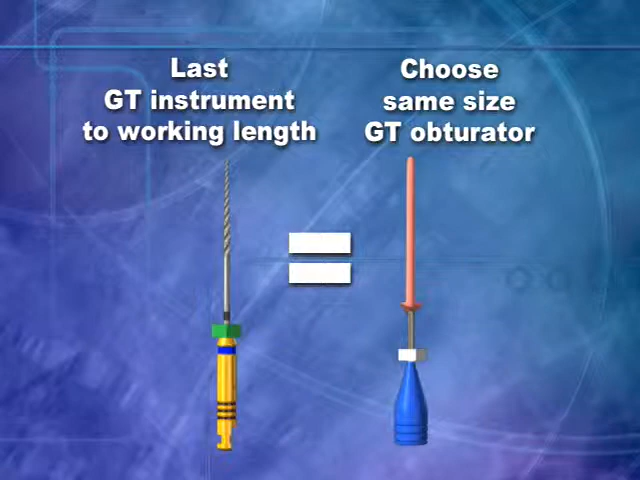 Last
GT instrument
to working length
Choose
same size
GT obturator